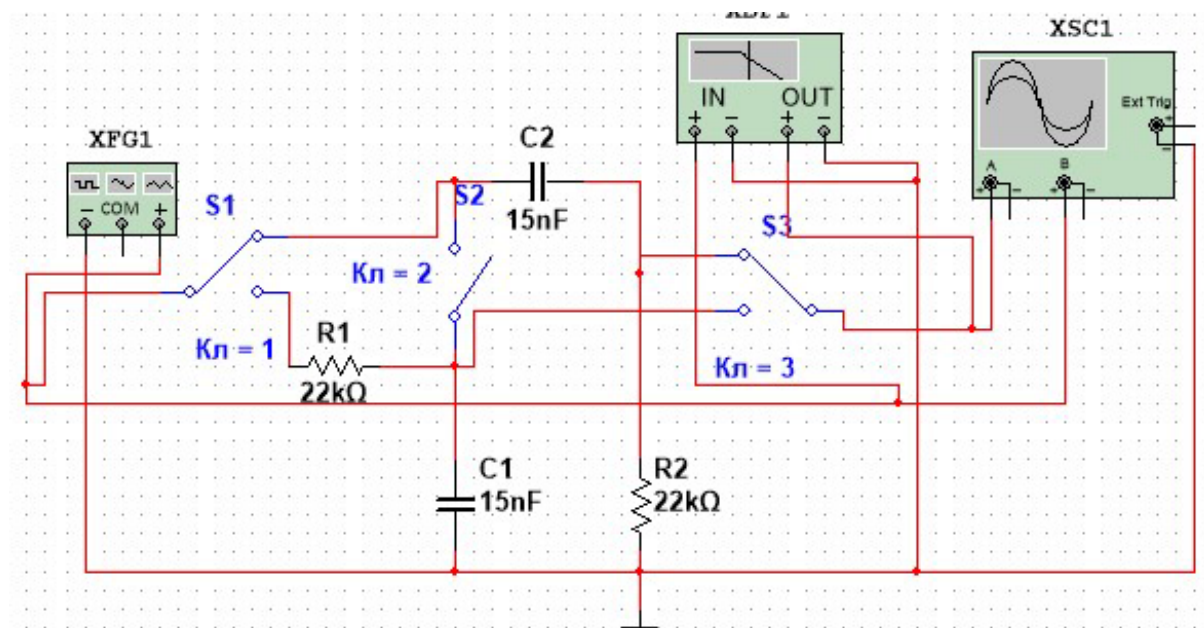 XSC1
IN OUT
+ − + −
Ext Trig
+
−
A B
+ − + −
XFG1
− COM +
S1
C2
15nF
S2
S3
Кл = 2
Кл = 1
R1
22kΩ
Кл = 3
C1
15nF
R2
22kΩ